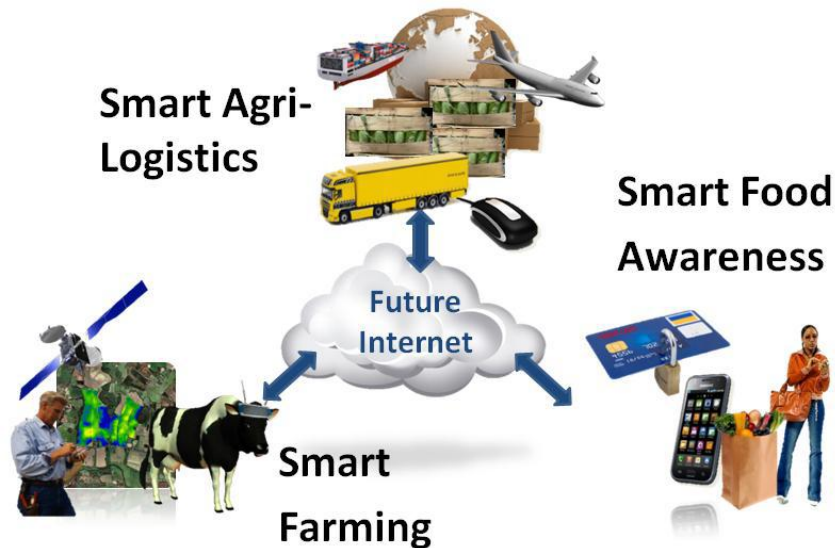 Smart Agri-
Logistics
Smart Food
Awareness
Future
Internet
Smart
Farming